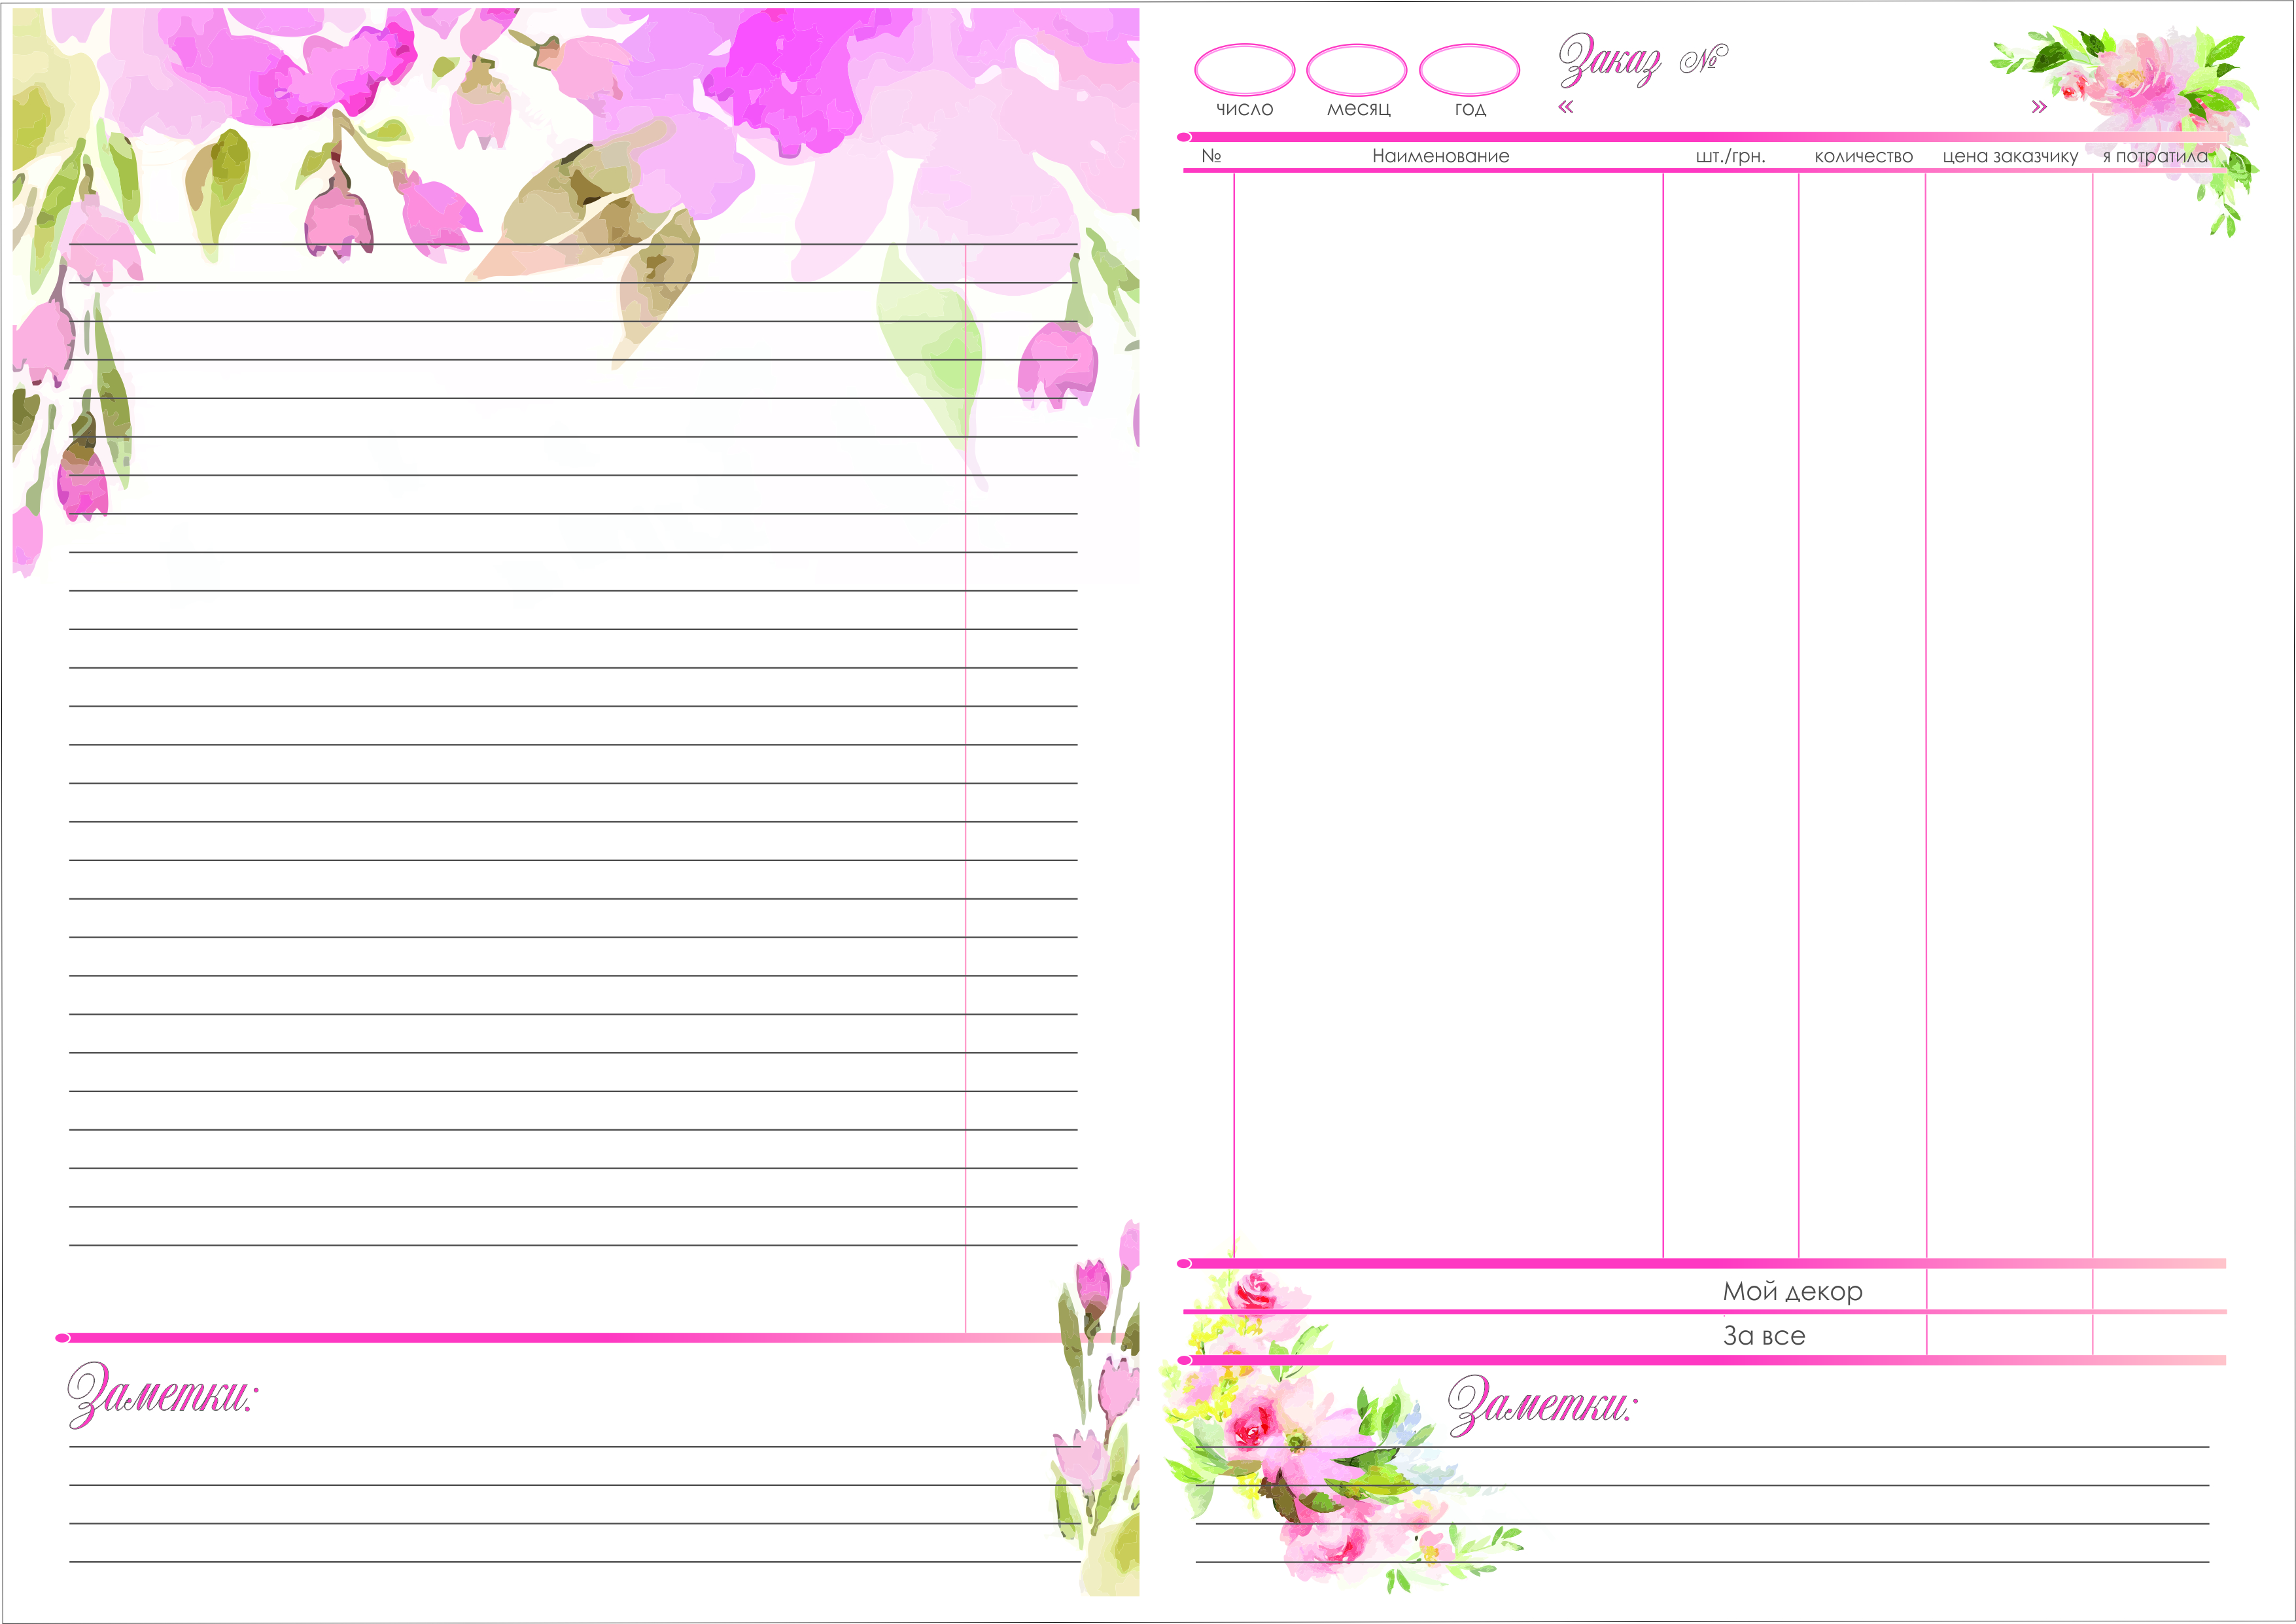 Заметки:
Заказ №
число месяц год
« »
№ Наименование шт./грн. количество цена заказчику я потратила
Мой декор
За все
Заметки: